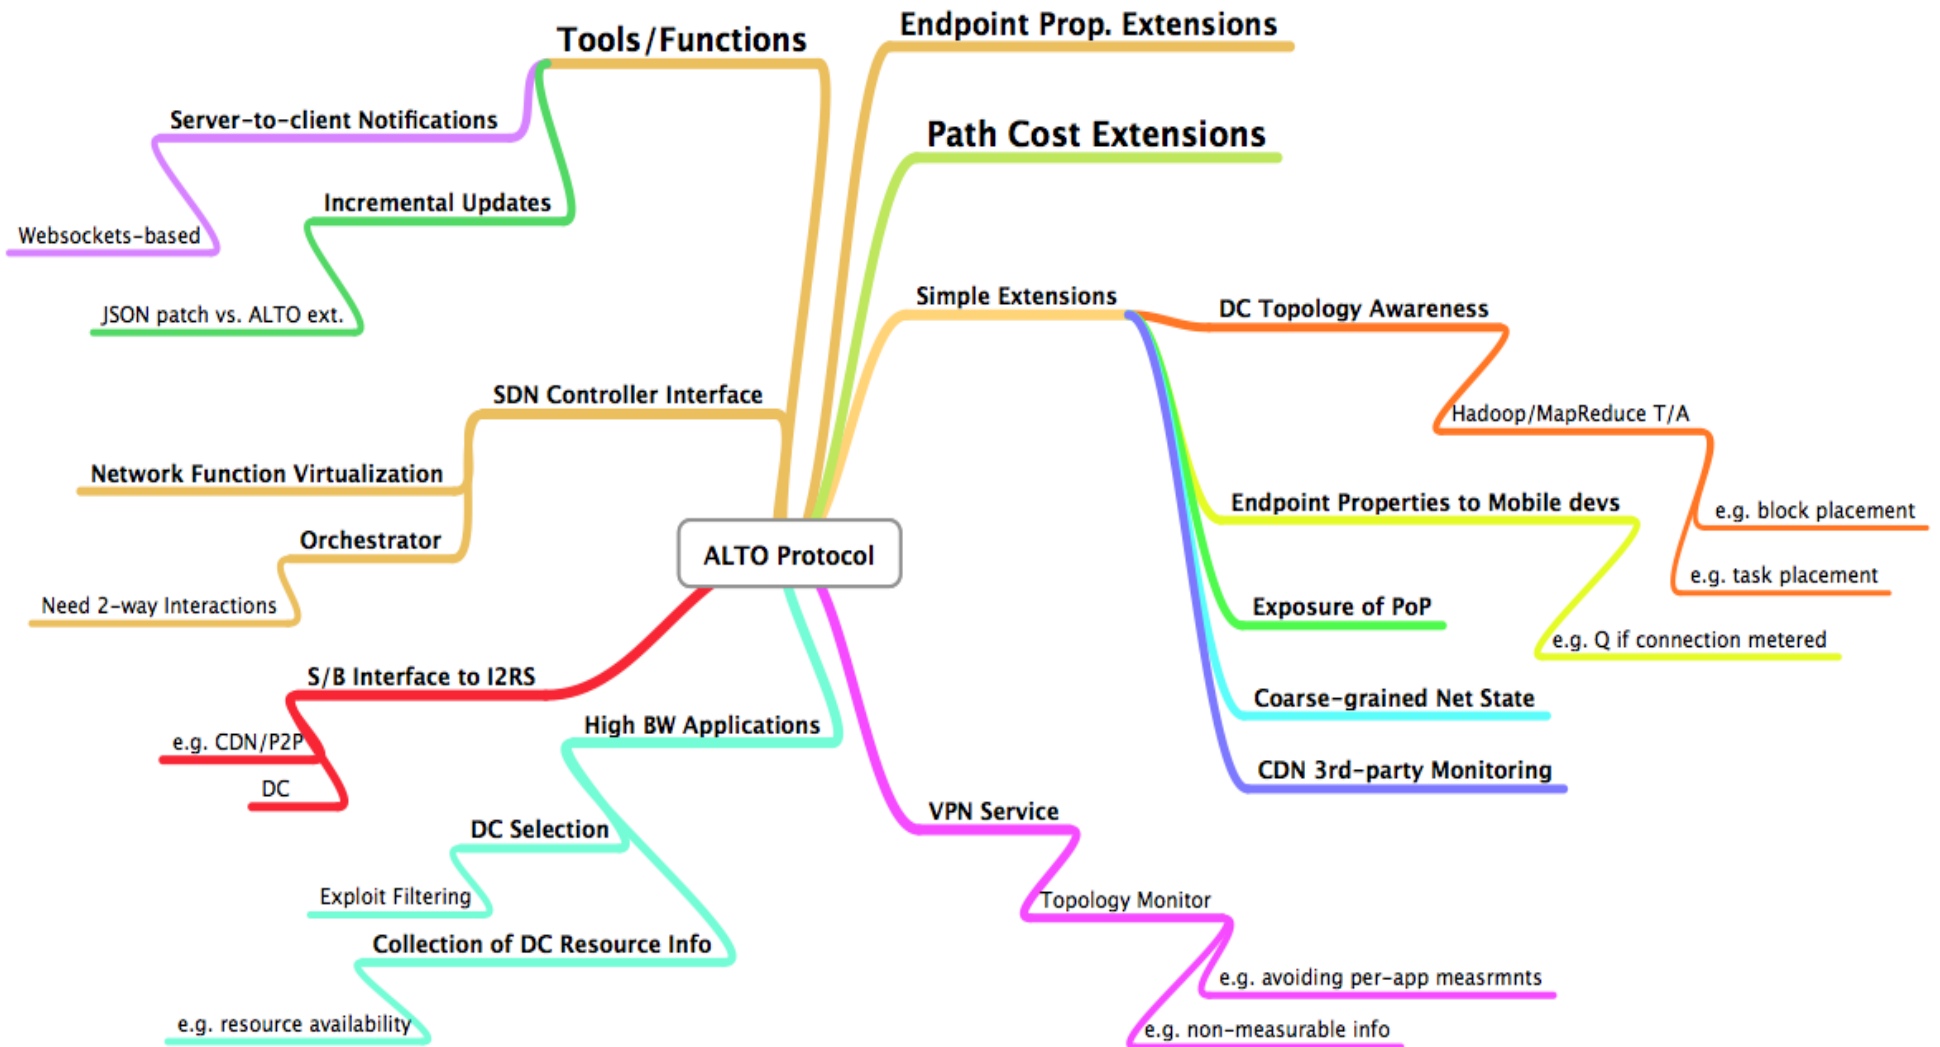 Tools/Functions
Server-to-client Notifications
Websockets-based
Incremental Updates
JSON patch vs. ALTO ext.
SDN Controller Interface
Network Function Virtualization
Orchestrator
Need 2-way Interactions
S/B Interface to I2RS
e.g. CDN/P2P
DC
High BW Applications
DC Selection
Exploit Filtering
Collection of DC Resource Info
e.g. resource availability
ALTO Protocol
Endpoint Prop. Extensions
Path Cost Extensions
Simple Extensions
DC Topology Awareness
Hadoop/MapReduce T/A
e.g. block placement
e.g. task placement
Endpoint Properties to Mobile devs
e.g. Q if connection metered
Exposure of PoP
Coarse-grained Net State
CDN 3rd-party Monitoring
VPN Service
Topology Monitor
e.g. avoiding per-app measrmnts
e.g. non-measurable info